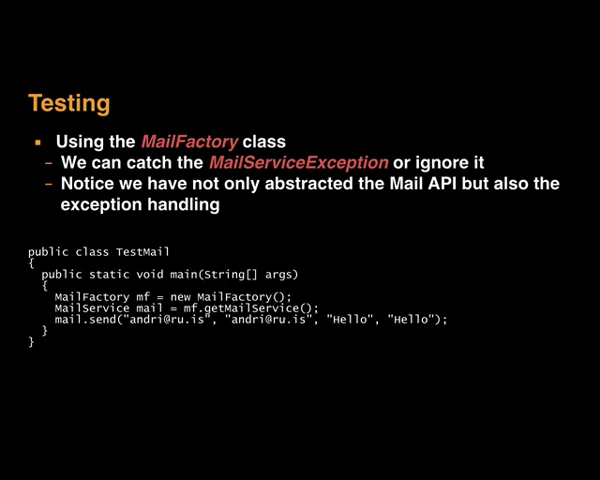 Testing
Using the MailFactory class
– We can catch the MailServiceException or ignore it
– Notice we have not only abstracted the Mail API but also the
exception handling
public class TestMail
{
public static void main(String[] args)
{
MailFactory mf = new MailFactory();
MailService mail = mf.getMailService();
mail.send("andri@ru.is", "andri@ru.is", "Hello", "Hello");
}
}